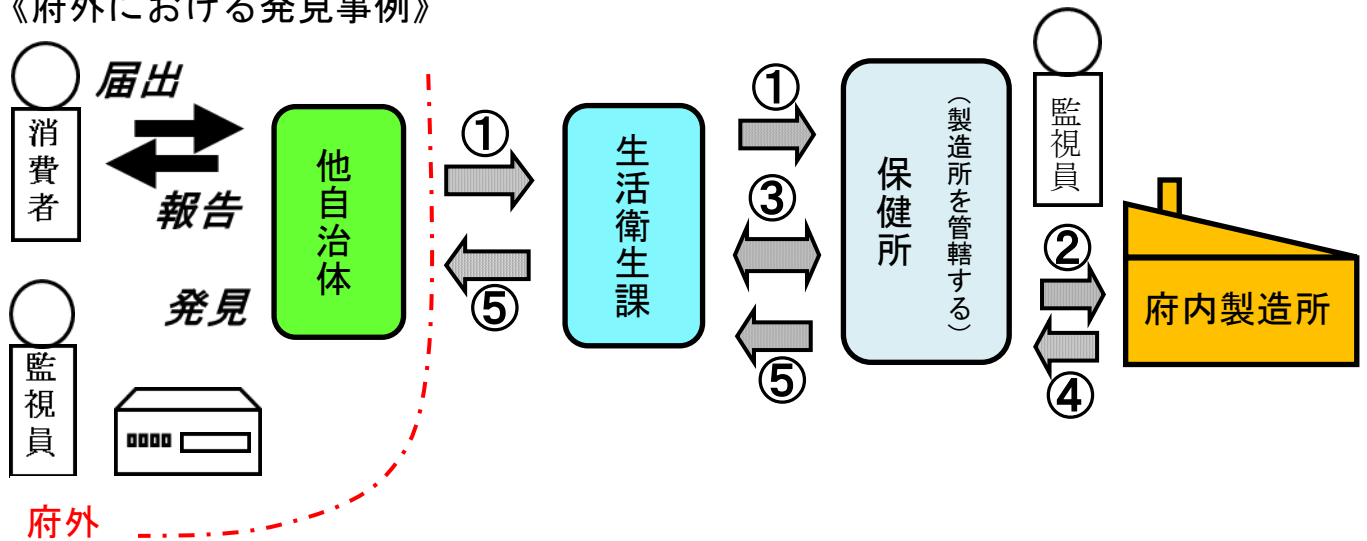 《府外における発見事例》
届出
消費者
報告
発見
監視員
府外
他自治体
①
⑤
生活衛生課
①
③
⑤
保健所
（製造所を管轄する）
監視員
②
④
府内製造所